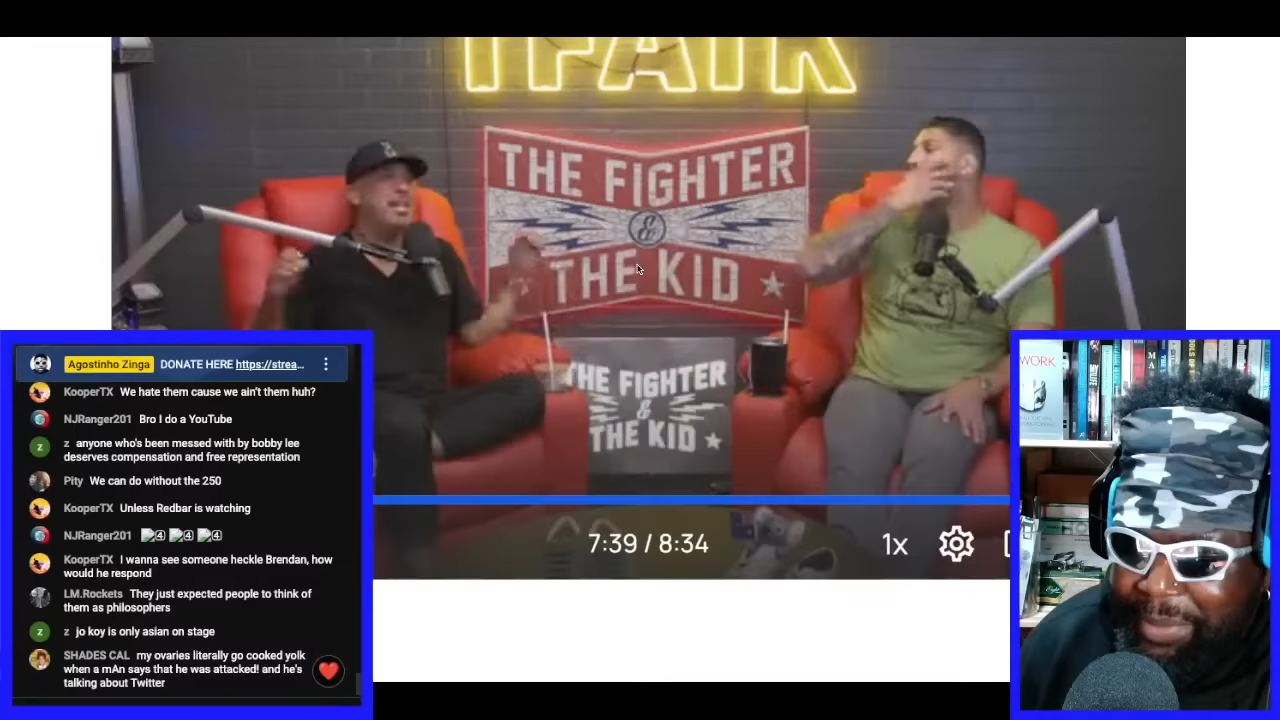 TFATK
THE FIGHTER
&
THE KID
THE FIGHTER
&
THE KID
7:39 / 8:34
1x
Agostinho Zinga DONATE HERE https://strea...
KooperTX We hate them cause we ain't them huh?
NJRanger201 Bro I do a YouTube
z anyone who's been messed with by bobby lee
deserves compensation and free representation
Pity We can do without the 250
KooperTX Unless Redbar is watching
NJRanger201 4 4 4
KooperTX I wanna see someone heckle Brendan, how
would he respond
LM.Rockets They just expected people to think of
them as philosophers
z jo koy is only asian on stage
SHADES CAL my ovaries literally go cooked yolk
when a mAn says that he was attacked! and he's
talking about Twitter
WORK